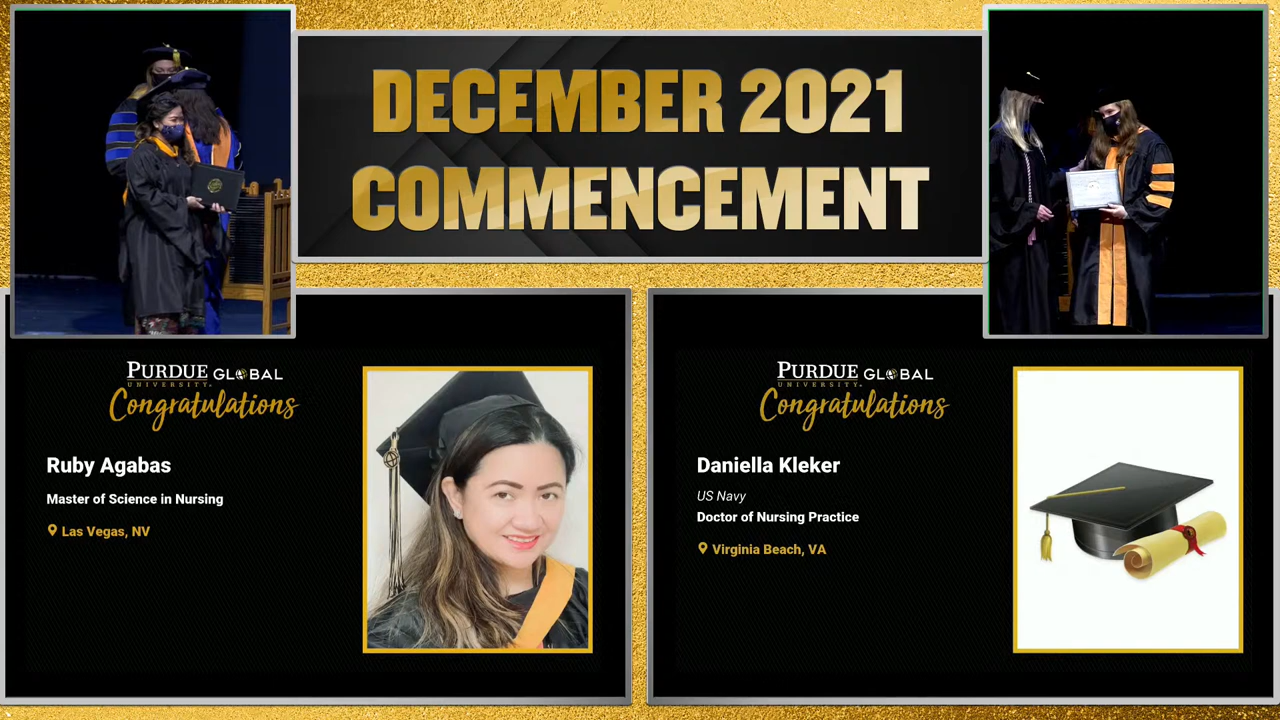 DECEMBER 2021
COMMENCEMENT
PURDUE GLOBAL
UNIVERSITY®
Congratulations
Ruby Agabas
Master of Science in Nursing
Las Vegas, NV
PURDUE GLOBAL
UNIVERSITY®
Congratulations
Daniella Kleker
US Navy
Doctor of Nursing Practice
Virginia Beach, VA